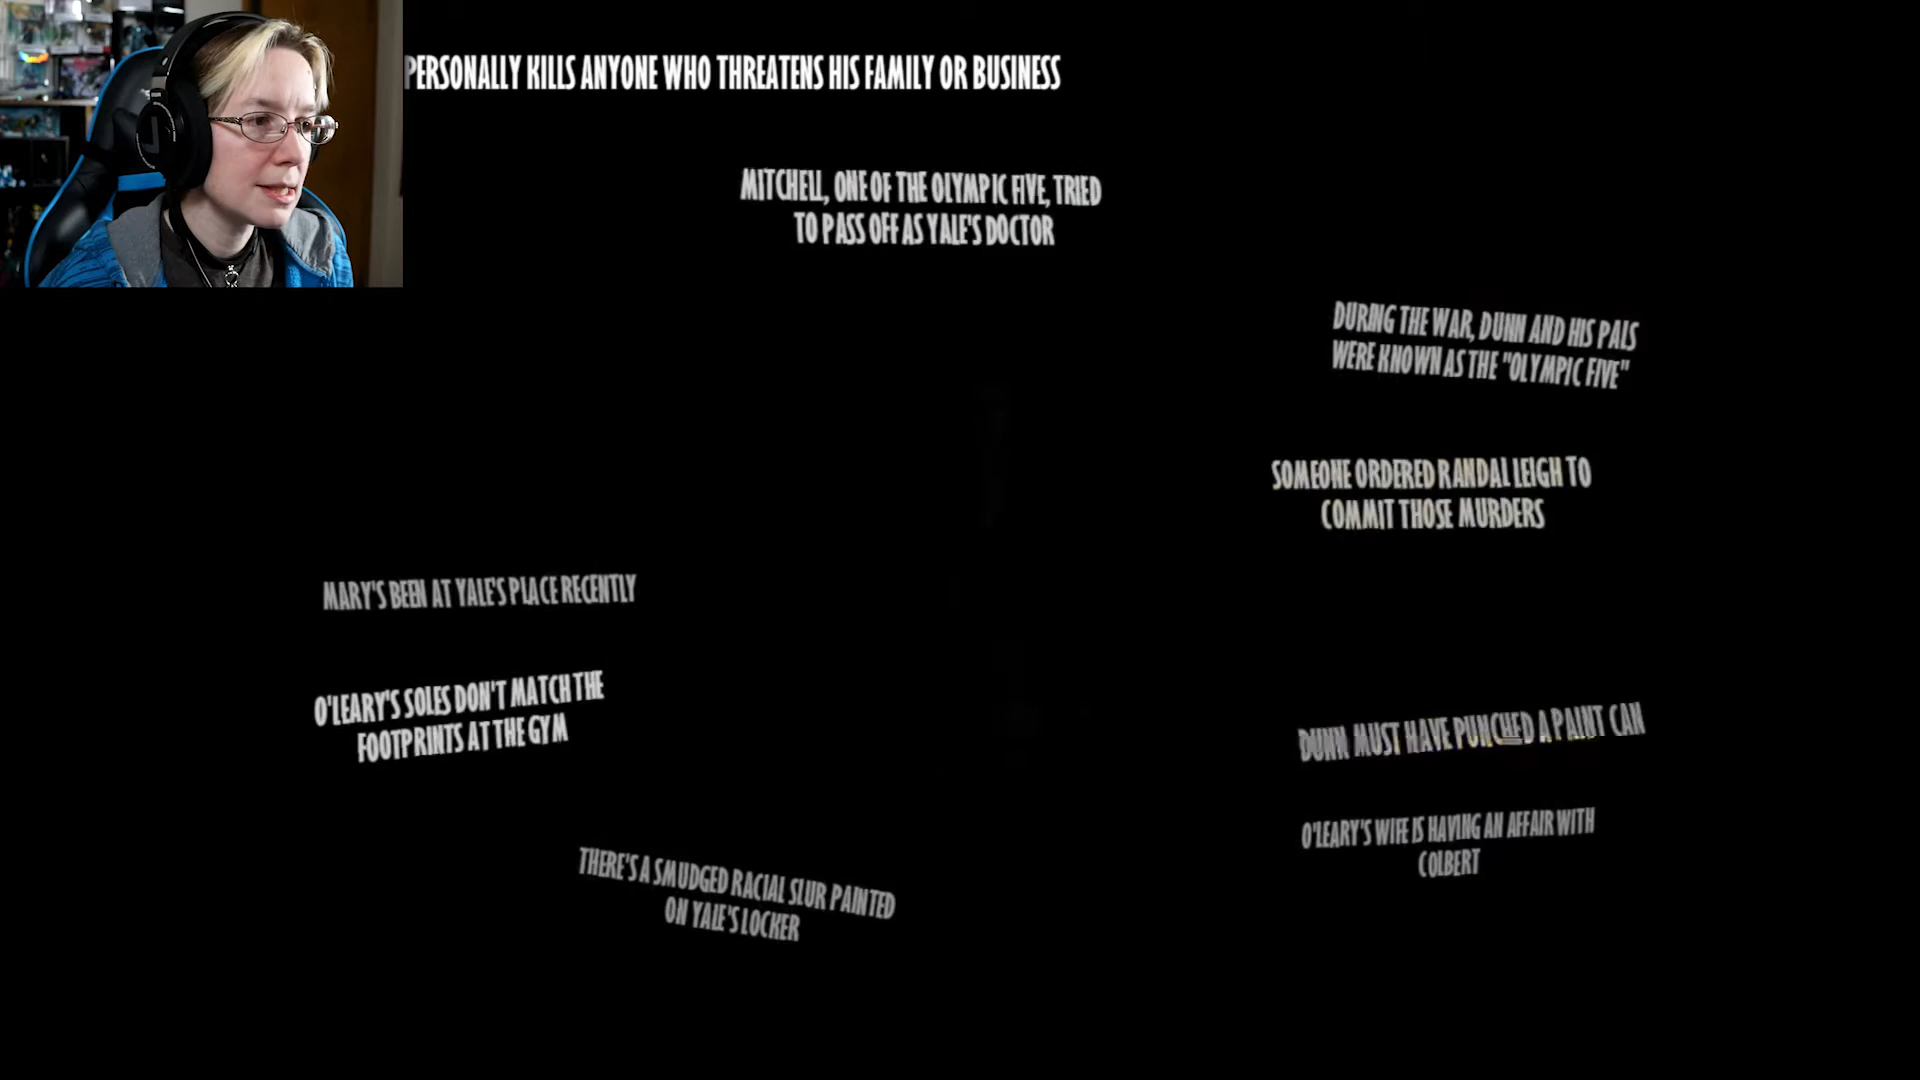 PERSONALLY KILLS ANYONE WHO THREATENS HIS FAMILY OR BUSINESS
MITCHELL, ONE OF THE OLYMPIC FIVE, TRIED
TO PASS OFF AS YALE'S DOCTOR
DURING THE WAR, DUNN AND HIS PALS
WERE KNOWN AS THE "OLYMPIC FIVE"
SOMEONE ORDERED RANDAL LEIGH TO
COMMIT THOSE MURDERS
MARY'S BEEN AT YALE'S PLACE RECENTLY
O'LEARY'S SOLES DON'T MATCH THE
FOOTPRINTS AT THE GYM
DUNN MUST HAVE PUNCHED A PAINT CAN
O'LEARY'S WIFE IS HAVING AN AFFAIR WITH
COLBERT
THERE'S A SMUDGED RACIAL SLUR PAINTED
ON YALE'S LOCKER